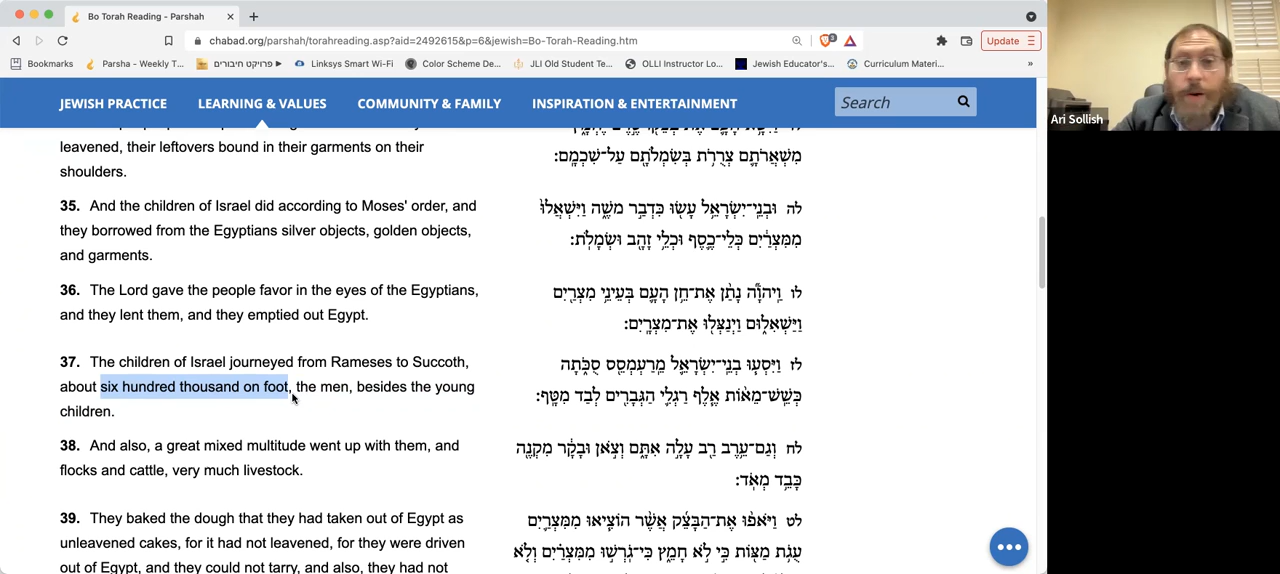 Bo Torah Reading - Parshah
chabad.org/parshah/torahreading.asp?aid=2492615&p=6&jewish=Bo-Torah-Reading.htm
Update
Bookmarks
Parsha - Weekly T...
פרויקט חיבורים
Linksys Smart Wi-Fi
Color Scheme De...
JLI Old Student Te...
OLLI Instructor Lo...
Jewish Educator's...
Curriculum Materi...
JEWISH PRACTICE
LEARNING & VALUES
COMMUNITY & FAMILY
INSPIRATION & ENTERTAINMENT
Search
Ari Sollish
leavened, their leftovers bound in their garments on their
shoulders.
מִשְׁאֲרֹתָ֛ם צְרֻרֹ֥ת בְּשִׂמְלֹתָ֖ם עַל־שִׁכְמָֽם:
35. And the children of Israel did according to Moses' order, and
they borrowed from the Egyptians silver objects, golden objects,
and garments.
לה וּבְנֵֽי־יִשְׂרָאֵ֥ל עָשׂ֖וּ כִּדְבַ֣ר משֶׁ֑ה וַיִּשְׁאֲלוּ֙
מִמִּצְרַ֔יִם כְּלֵי־כֶ֛סֶף וּכְלֵ֥י זָהָ֖ב וּשְׂמָלֹֽת:
36. The Lord gave the people favor in the eyes of the Egyptians,
and they lent them, and they emptied out Egypt.
לו וַֽיהֹוָ֞ה נָתַ֨ן אֶת־חֵ֥ן הָעָ֛ם בְּעֵינֵ֥י מִצְרַ֖יִם
וַיַּשְׁאִל֑וּם וַיְנַצְּל֖וּ אֶת־מִצְרָֽיִם:
37. The children of Israel journeyed from Rameses to Succoth,
about six hundred thousand on foot, the men, besides the young
children.
לז וַיִּסְע֧וּ בְנֵֽי־יִשְׂרָאֵ֛ל מֵֽרַעְמְסֵ֖ס סֻכֹּ֑תָה
כְּשֵֽׁשׁ־מֵא֨וֹת אֶ֧לֶף רַגְלִ֛י הַגְּבָרִ֖ים לְבַ֥ד מִטָּֽף:
38. And also, a great mixed multitude went up with them, and
flocks and cattle, very much livestock.
לח וְגַם־עֵ֥רֶב רַ֖ב עָלָ֣ה אִתָּ֑ם וְצֹ֣אן וּבָקָ֔ר מִקְנֶ֖ה
כָּבֵ֥ד מְאֹֽד:
39. They baked the dough that they had taken out of Egypt as
unleavened cakes, for it had not leavened, for they were driven
out of Egypt, and they could not tarry, and also, they had not
לט וַיֹּאפ֨וּ אֶת־הַבָּצֵ֜ק אֲשֶׁ֨ר הוֹצִ֧יאוּ מִמִּצְרַ֛יִם
עֻגֹ֥ת מַצּ֖וֹת כִּ֣י לֹ֣א חָמֵ֑ץ כִּי־גֹֽרְשׁ֣וּ מִמִּצְרַ֗יִם וְלֹ֤א